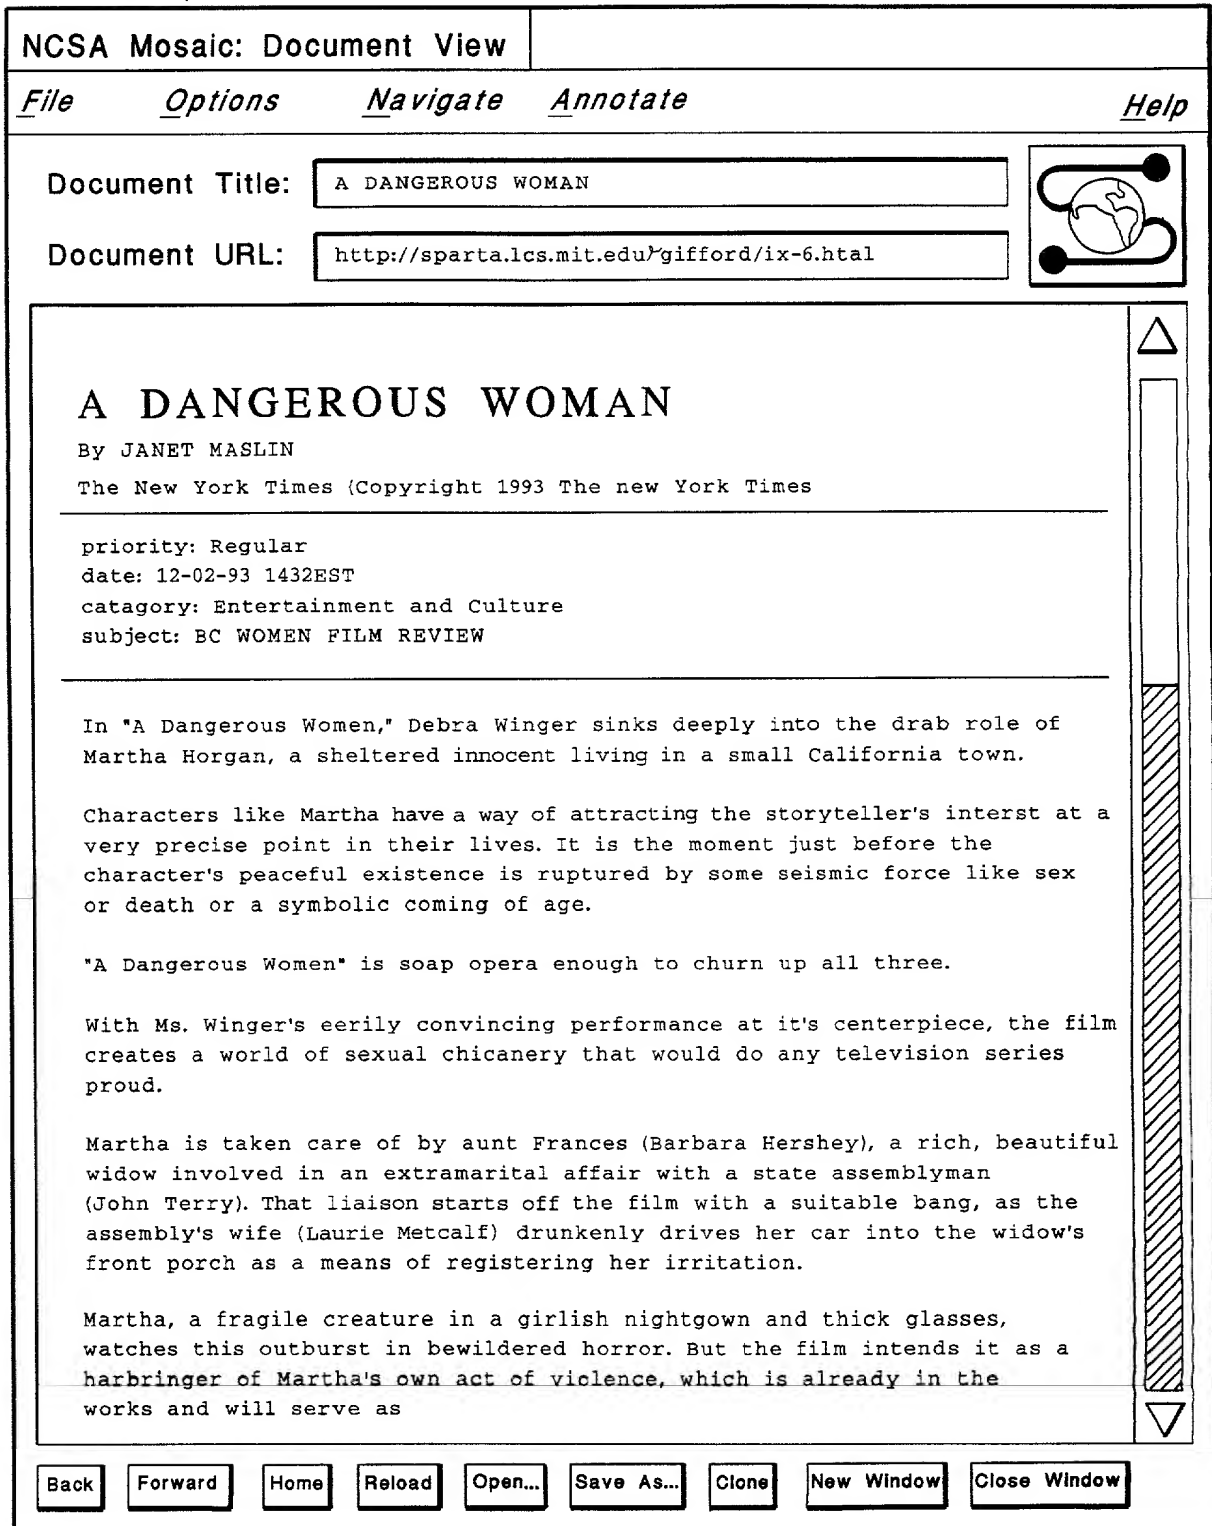 NCSA Mosaic: Document View
File Options Navigate Annotate Help
Document Title: A DANGEROUS WOMAN
Document URL: http://sparta.lcs.mit.edu/~gifford/ix-6.htal
A DANGEROUS WOMAN
By JANET MASLIN
The New York Times (Copyright 1993 The new York Times
priority: Regular
date: 12-02-93 1432EST
catagory: Entertainment and Culture
subject: BC WOMEN FILM REVIEW
In "A Dangerous Women," Debra Winger sinks deeply into the drab role of
Martha Horgan, a sheltered innocent living in a small California town.
Characters like Martha have a way of attracting the storyteller's interst at a
very precise point in their lives. It is the moment just before the
character's peaceful existence is ruptured by some seismic force like sex
or death or a symbolic coming of age.
"A Dangerous Women" is soap opera enough to churn up all three.
With Ms. Winger's eerily convincing performance at it's centerpiece, the film
creates a world of sexual chicanery that would do any television series
proud.
Martha is taken care of by aunt Frances (Barbara Hershey), a rich, beautiful
widow involved in an extramarital affair with a state assemblyman
(John Terry). That liaison starts off the film with a suitable bang, as the
assembly's wife (Laurie Metcalf) drunkenly drives her car into the widow's
front porch as a means of registering her irritation.
Martha, a fragile creature in a girlish nightgown and thick glasses,
watches this outburst in bewildered horror. But the film intends it as a
harbringer of Martha's own act of violence, which is already in the
works and will serve as
Back Forward Home Reload Open... Save As... Clone New Window Close Window